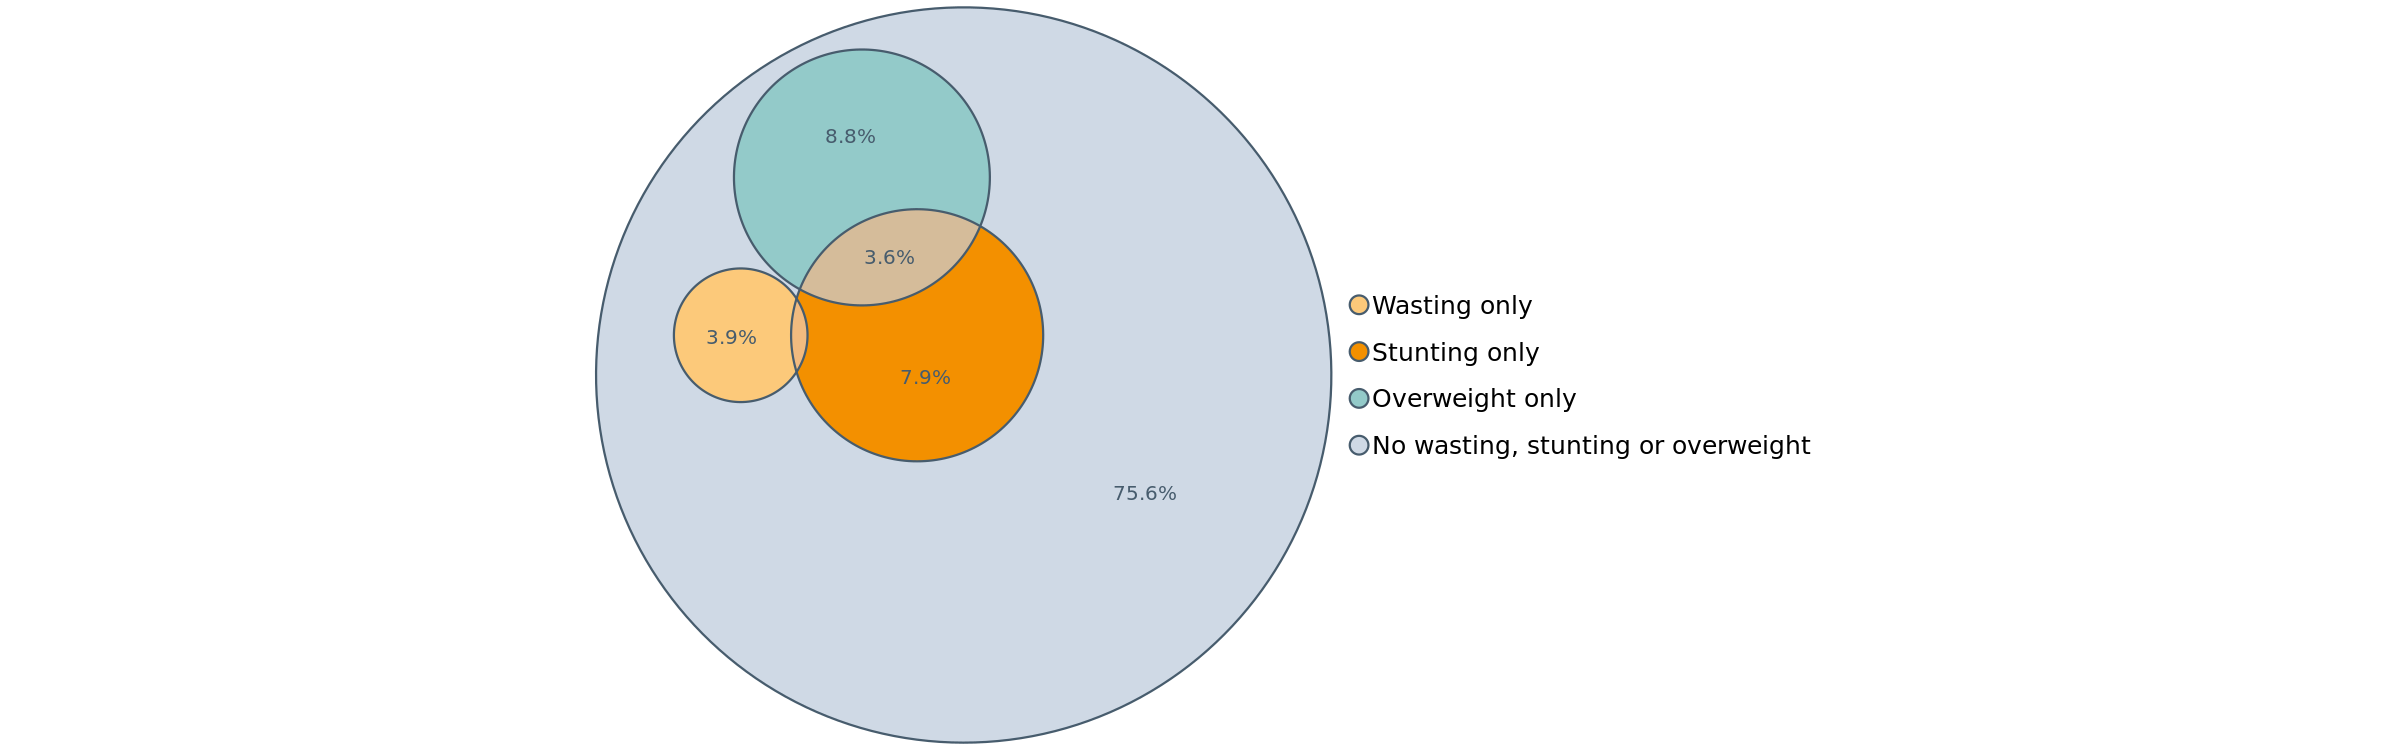 8.8%
3.6%
3.9%
7.9%
75.6%
Wasting only
Stunting only
Overweight only
No wasting, stunting or overweight